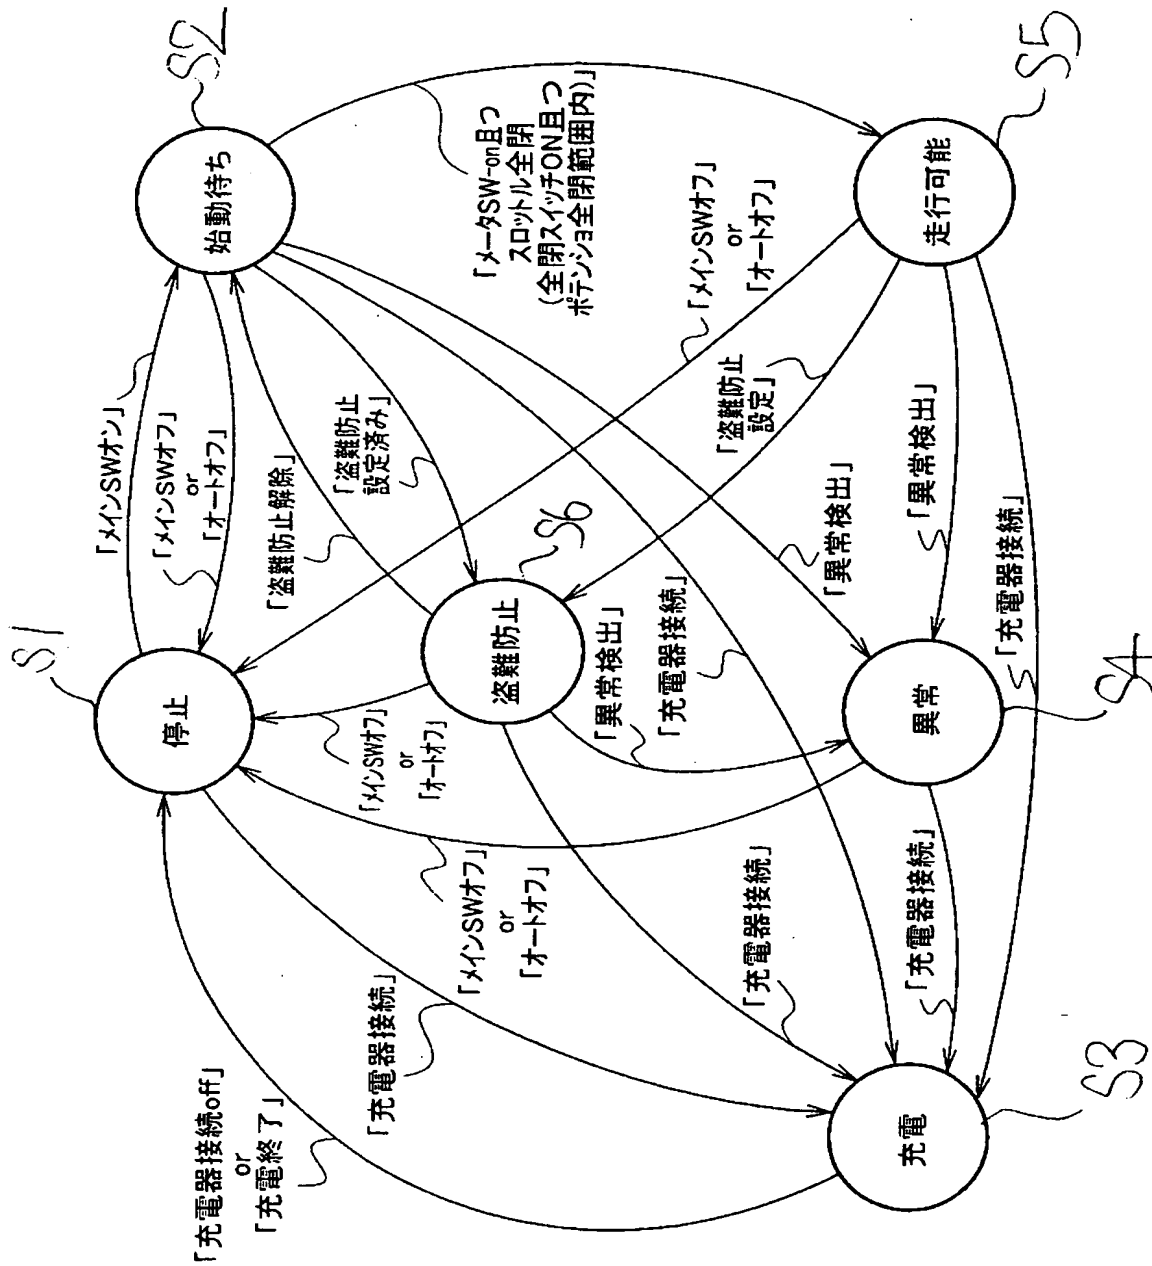 S1
停止
「メインSWオン」
「メインSWオフ」
or
「オートオフ」
S2
始動待ち
「盗難防止解除」
「盗難防止
設定済み」
「メータSW-on且つ
スロットル全閉
(全閉スイッチON且つ
ポテンショ全閉範囲内)」
「充電器接続off」
or
「充電終了」
「充電器接続」
「メインSWオフ」
or
「オートオフ」
「メインSWオフ」
or
「オートオフ」
盗難防止
S6
「異常検出」
「充電器接続」
「盗難防止
設定」
「メインSWオフ」
or
「オートオフ」
「充電器接続」
「異常検出」
「異常検出」
「充電器接続」
「充電器接続」
充電
S3
異常
S4
走行可能
S5